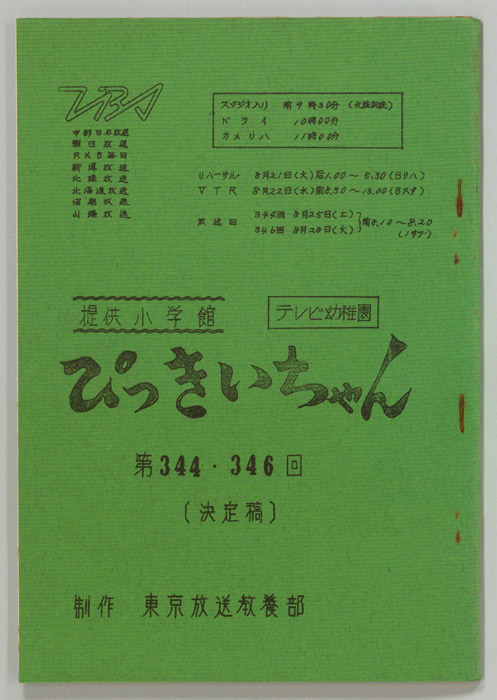 TBS
中部日本放送
朝日放送
RKB毎日
新潟放送
北陸放送
北海道放送
信越放送
山陽放送
スタジオ入り 前9時30分 (化粧衣裳)
ドライ 10時00分
カメリハ 11時00分
リハーサル 8月21日(火)后1.00〜5.30(Bリハ)
VTR 8月22日(水)前8.30〜13.00(Bスタ)
放送日 344回 8月25日(土)
346回 8月28日(火)
前8.10〜8.20
提供小学館
テレビ幼稚園
ぴっきいちゃん
第344・346回
〔決定稿〕
制作 東京放送教養部